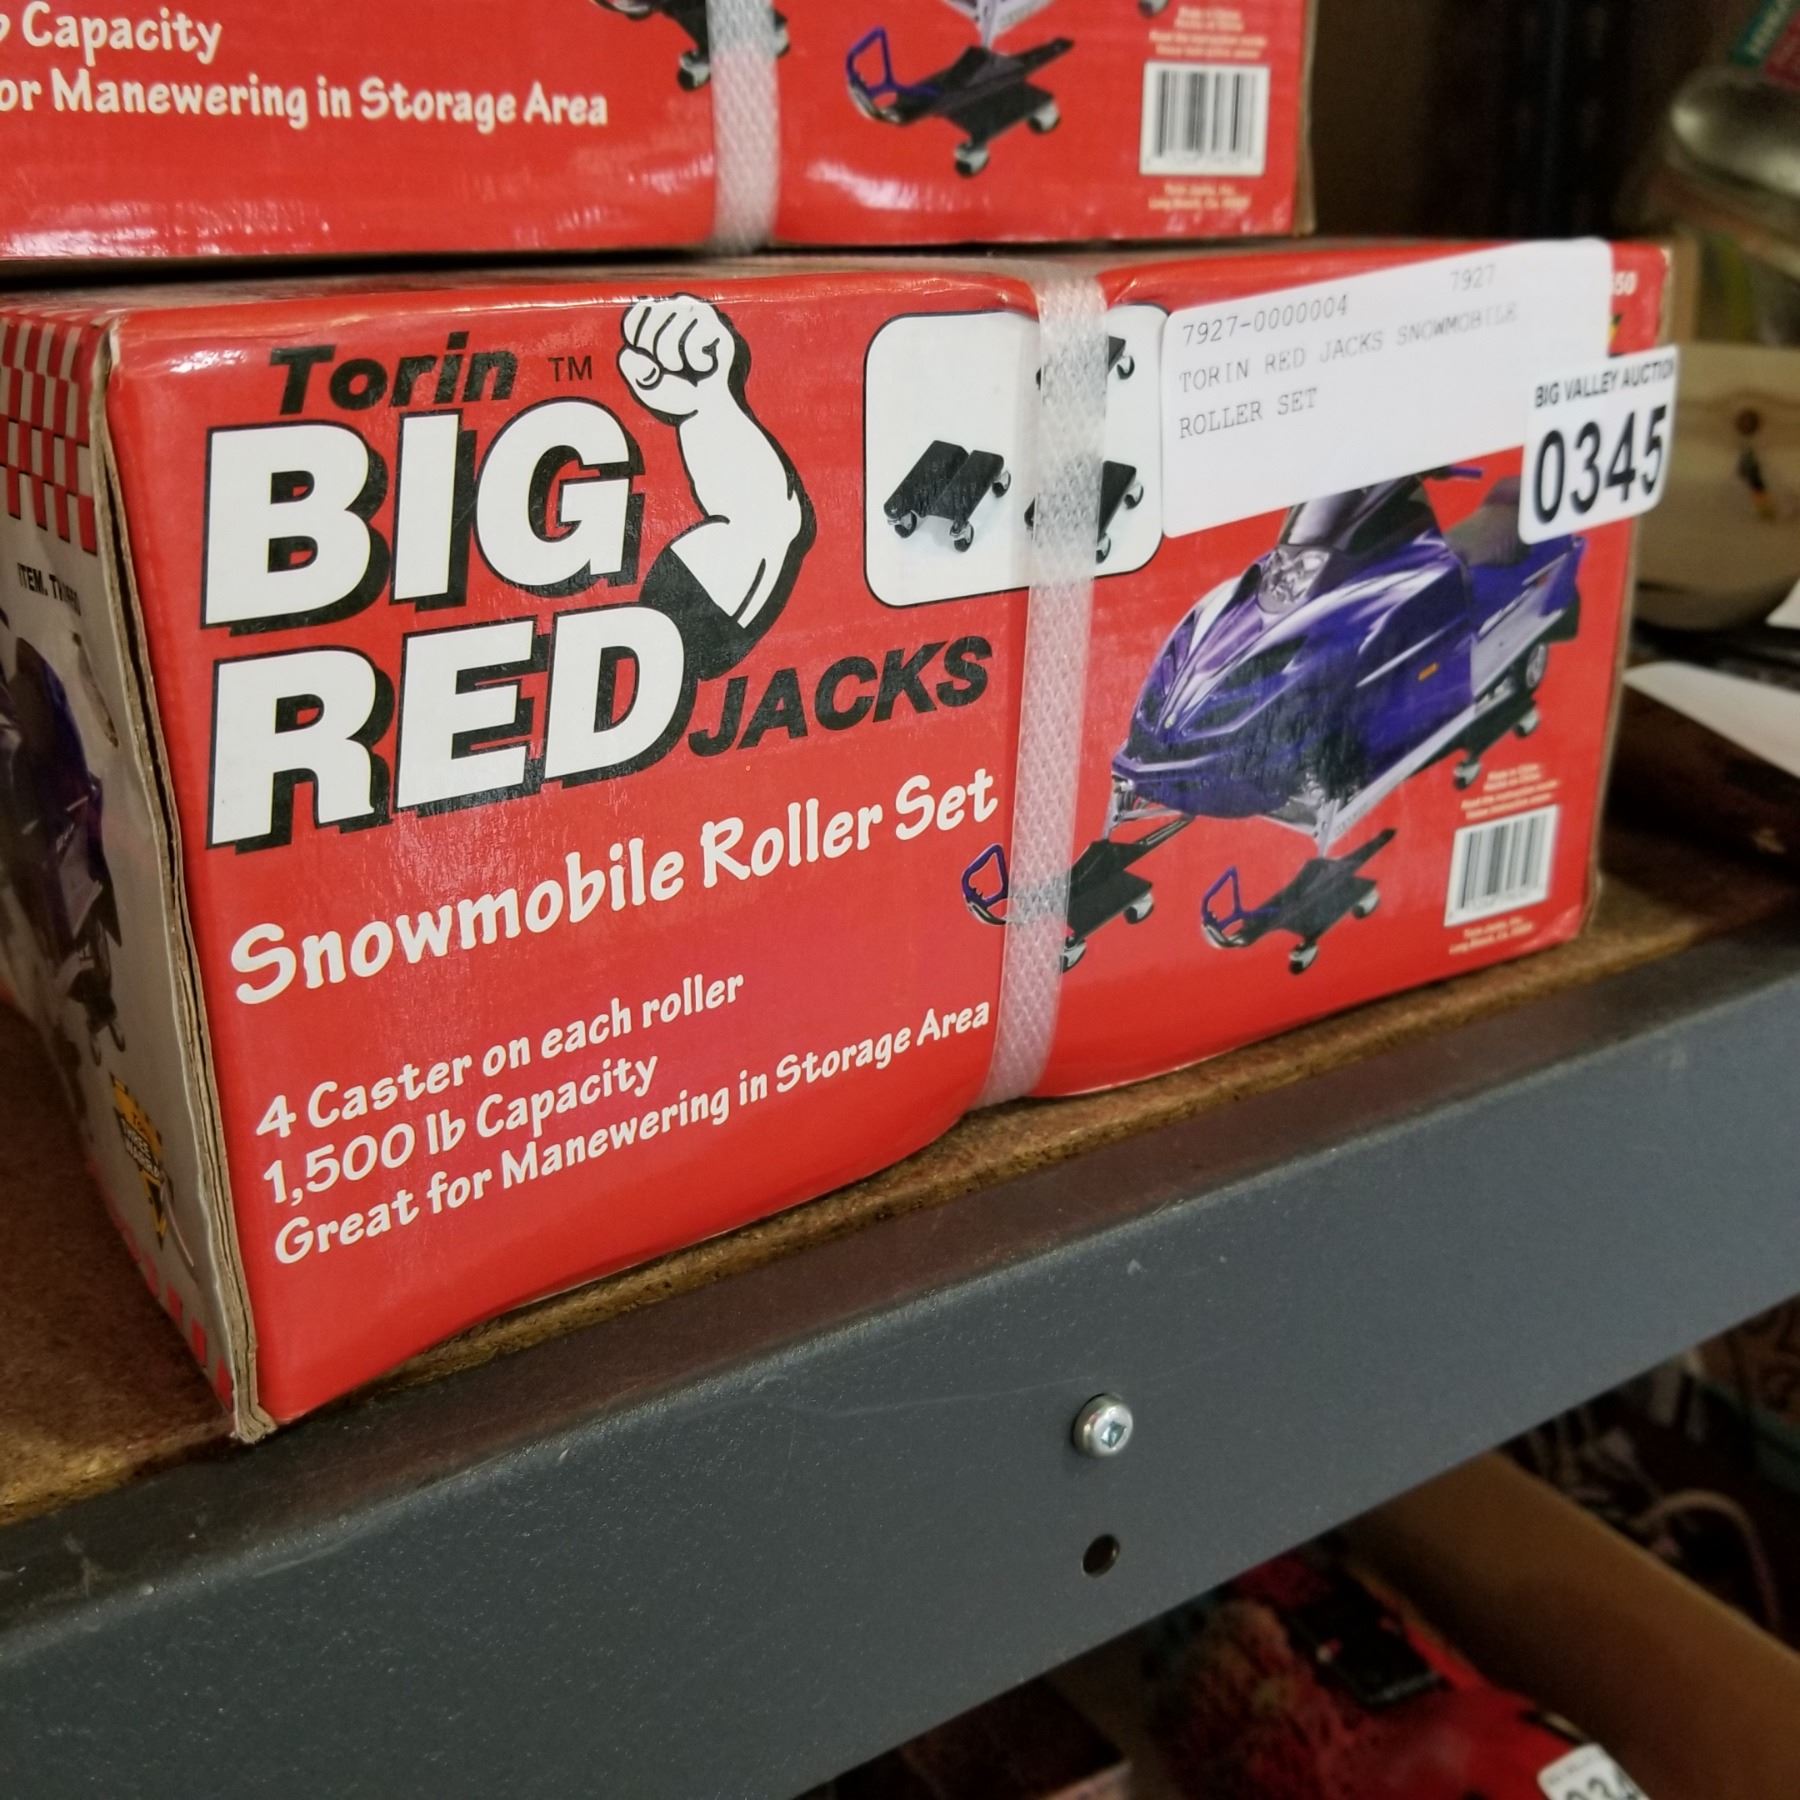 Capacity
or Manewering in Storage Area
Torin TM
BIG
RED JACKS
Snowmobile Roller Set
4 Caster on each roller
1,500 lb Capacity
Great for Manewering in Storage Area
7927
7927-0000004
TORIN RED JACKS SNOWMOBILE
ROLLER SET
BIG VALLEY AUCTION
0345
ITEM.